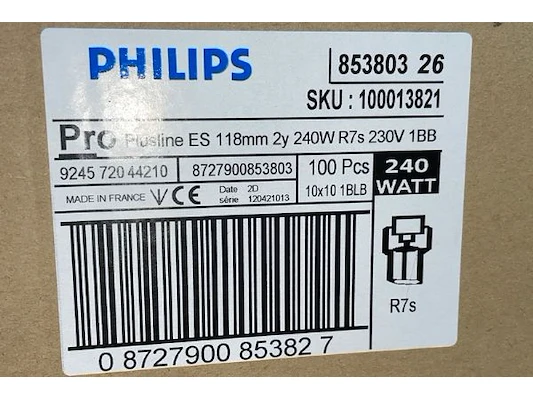 PHILIPS
853803 26
SKU : 100013821
Pro Plusline ES 118mm 2y 240W R7s 230V 1BB
9245 720 44210 8727900853803 100 Pcs 10x10 1BLB 240 WATT
MADE IN FRANCE CE Date série 2D 120421013
R7s
0 8727900 85382 7